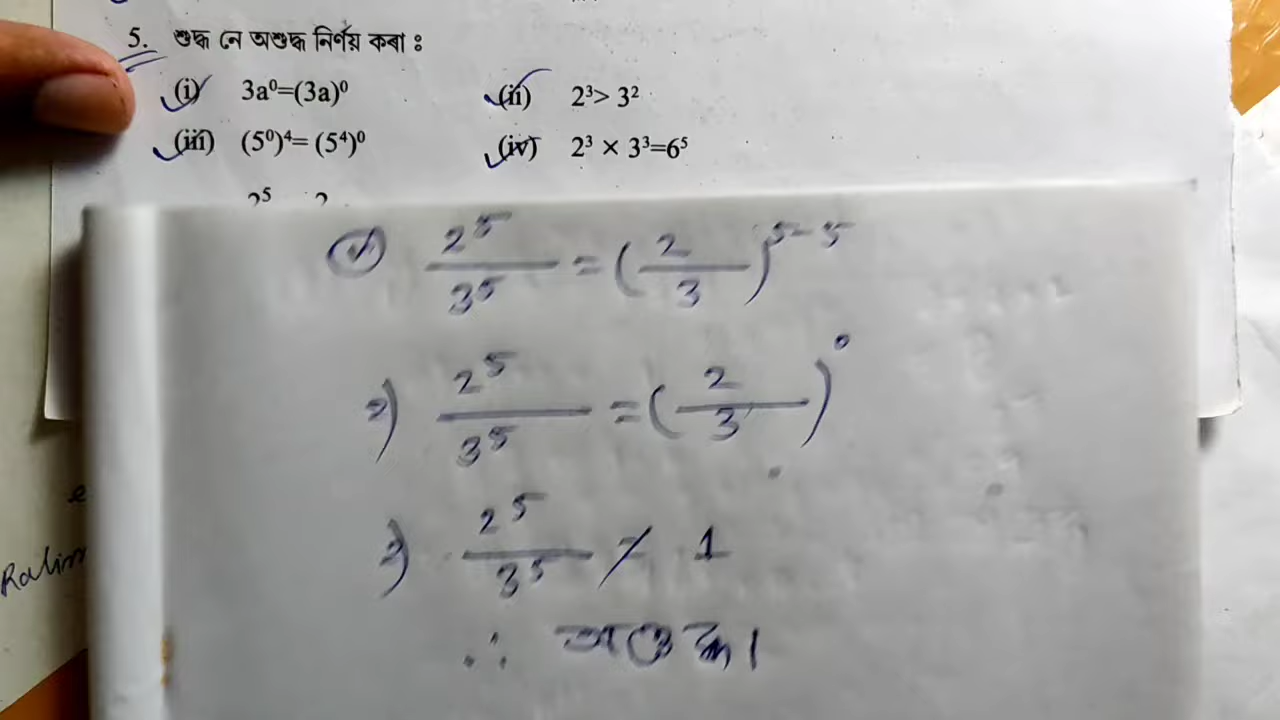 5. শুদ্ধ নে অশুদ্ধ নিৰ্ণয় কৰা ঃ
(i) 3a⁰=(3a)⁰ (ii) 2³> 3²
(iii) (5⁰)⁴= (5⁴)⁰ (iv) 2³ × 3³=6⁵
(v) 2⁵/3⁵ = (2/3)⁵⁻⁵
⇒) 2⁵/3⁵ = (2/3)⁰
⇒) 2⁵/3⁵ ≠ 1
∴ অশুদ্ধ।